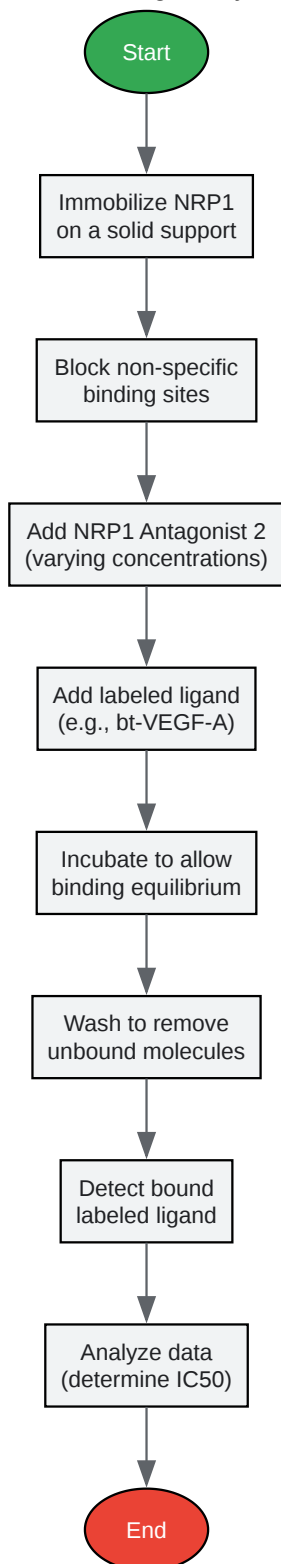 Start
Immobilize NRP1
on a solid support
Block non-specific
binding sites
Add NRP1 Antagonist 2
(varying concentrations)
Add labeled ligand
(e.g., bt-VEGF-A)
Incubate to allow
binding equilibrium
Wash to remove
unbound molecules
Detect bound
labeled ligand
Analyze data
(determine IC50)
End